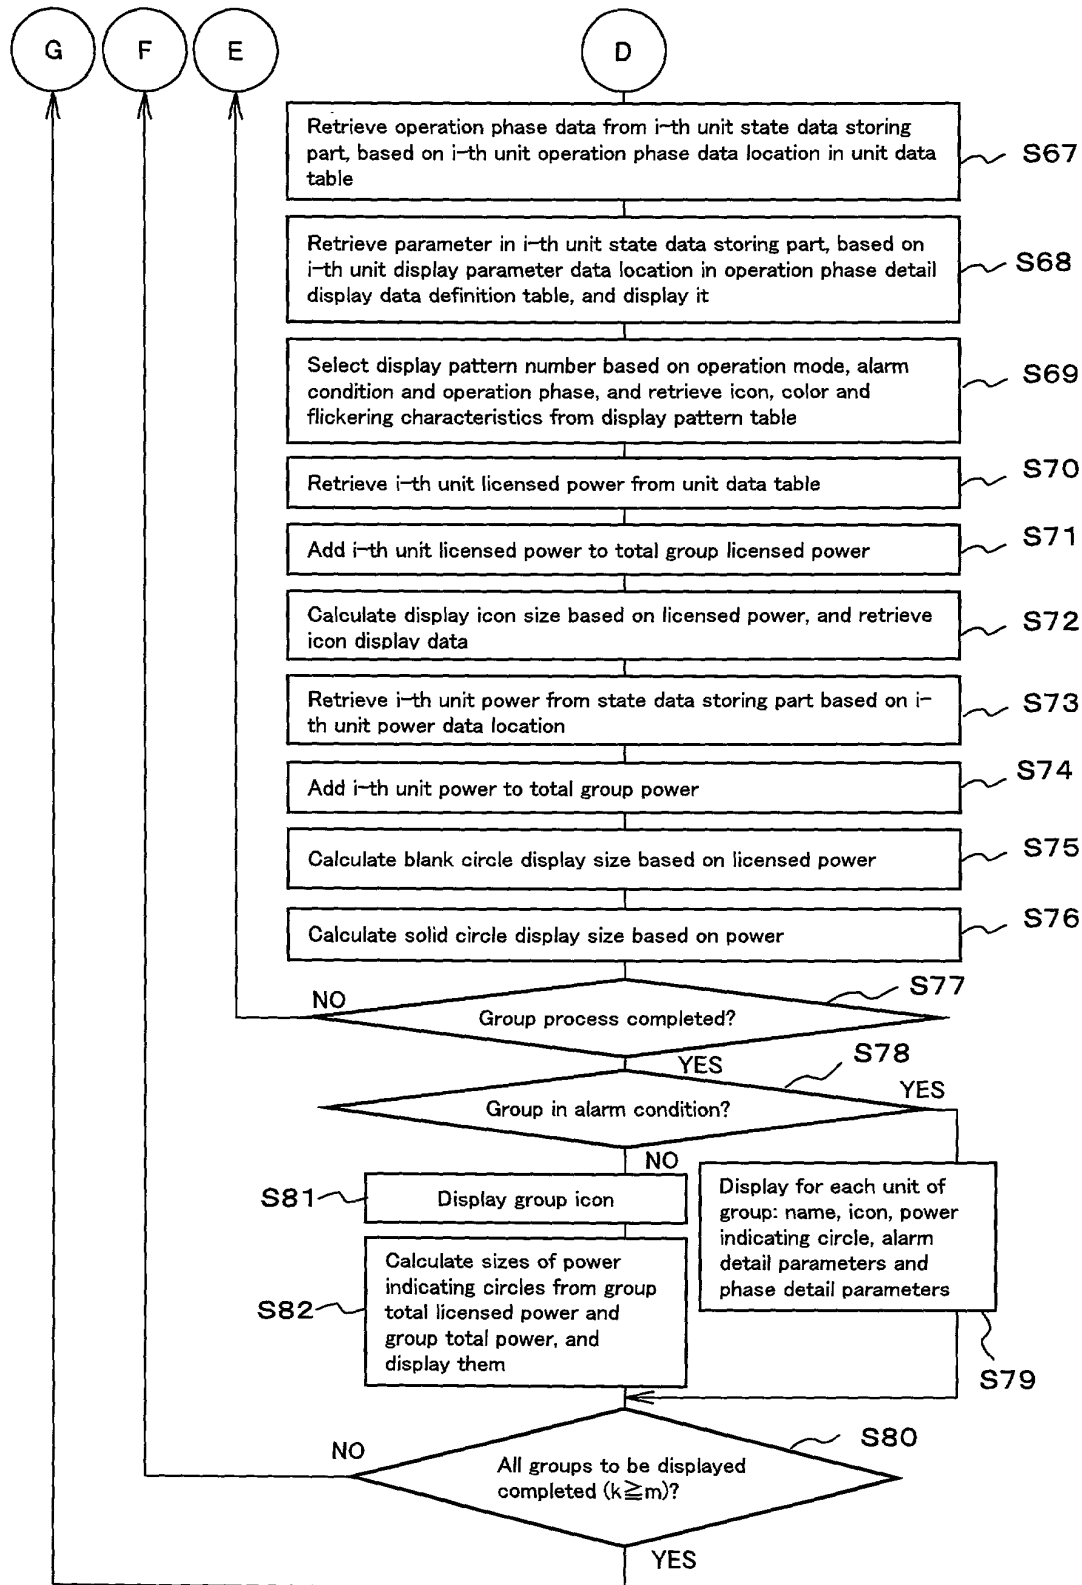 G F E D
Retrieve operation phase data from i-th unit state data storing
part, based on i-th unit operation phase data location in unit data
table
S67
Retrieve parameter in i-th unit state data storing part, based on
i-th unit display parameter data location in operation phase detail
display data definition table, and display it
S68
Select display pattern number based on operation mode, alarm
condition and operation phase, and retrieve icon, color and
flickering characteristics from display pattern table
S69
Retrieve i-th unit licensed power from unit data table
S70
Add i-th unit licensed power to total group licensed power
S71
Calculate display icon size based on licensed power, and retrieve
icon display data
S72
Retrieve i-th unit power from state data storing part based on i-
th unit power data location
S73
Add i-th unit power to total group power
S74
Calculate blank circle display size based on licensed power
S75
Calculate solid circle display size based on power
S76
NO
Group process completed?
S77
YES
Group in alarm condition?
S78
YES
NO
S81
Display group icon
Display for each unit of
group: name, icon, power
indicating circle, alarm
detail parameters and
phase detail parameters
S79
S82
Calculate sizes of power
indicating circles from group
total licensed power and
group total power, and
display them
NO
All groups to be displayed
completed (k≧m)?
S80
YES